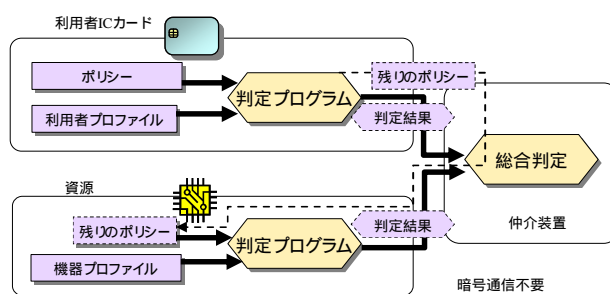 利用者ICカード
ポリシー
利用者プロファイル
判定プログラム
残りのポリシー
判定結果
総合判定
仲介装置
資源
残りのポリシー
機器プロファイル
判定プログラム
判定結果
暗号通信不要